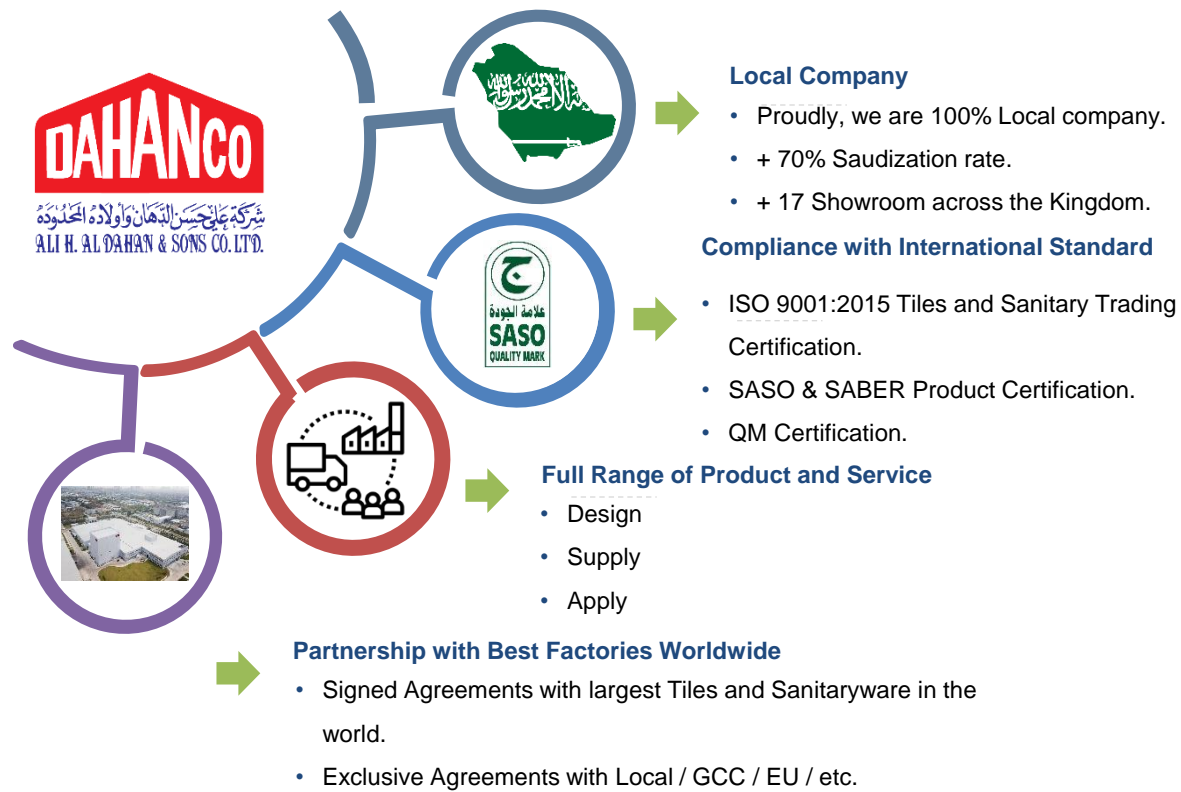 DAHANCO
شركة علي حسن الدهان وأولاده المحدودة
ALI H. AL DAHAN & SONS CO. LTD.
Local Company
• Proudly, we are 100% Local company.
• + 70% Saudization rate.
• + 17 Showroom across the Kingdom.
علامة الجودة
SASO
QUALITY MARK
Compliance with International Standard
• ISO 9001:2015 Tiles and Sanitary Trading
Certification.
• SASO & SABER Product Certification.
• QM Certification.
Full Range of Product and Service
• Design
• Supply
• Apply
Partnership with Best Factories Worldwide
• Signed Agreements with largest Tiles and Sanitaryware in the
world.
• Exclusive Agreements with Local / GCC / EU / etc.